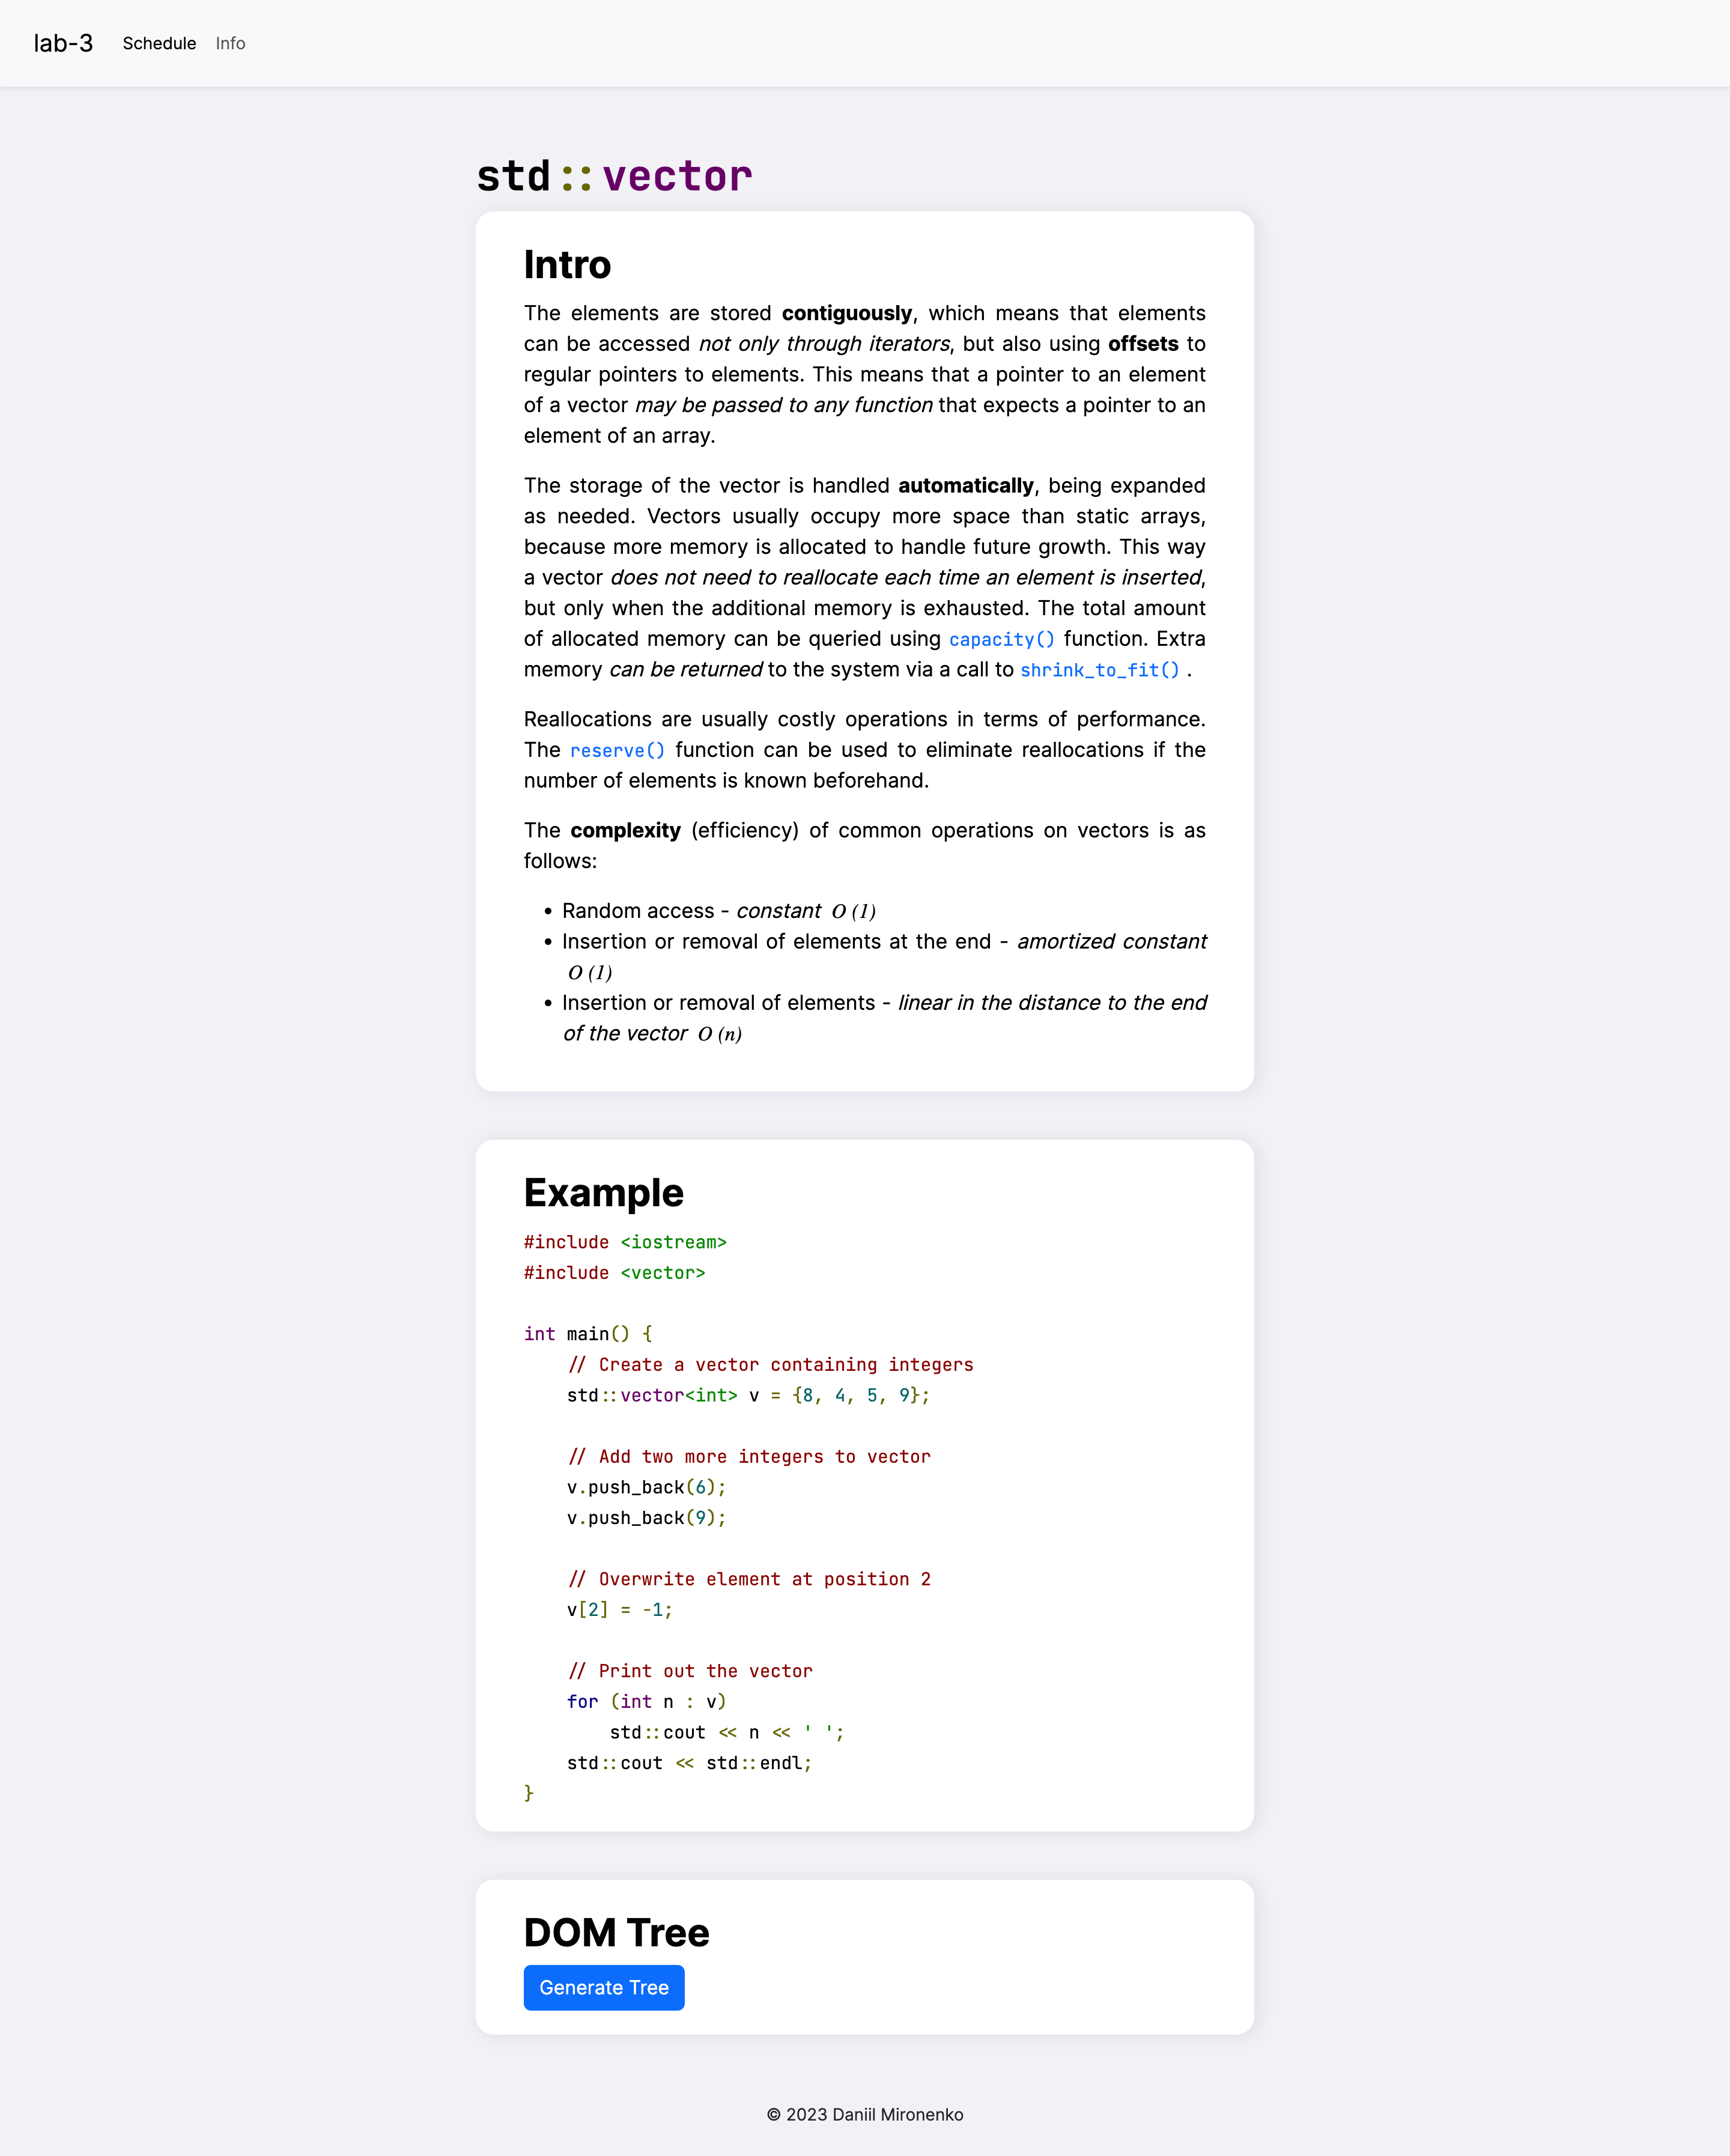 lab-3 Schedule Info
std::vector
Intro
The elements are stored contiguously, which means that elements
can be accessed not only through iterators, but also using offsets to
regular pointers to elements. This means that a pointer to an element
of a vector may be passed to any function that expects a pointer to an
element of an array.
The storage of the vector is handled automatically, being expanded
as needed. Vectors usually occupy more space than static arrays,
because more memory is allocated to handle future growth. This way
a vector does not need to reallocate each time an element is inserted,
but only when the additional memory is exhausted. The total amount
of allocated memory can be queried using capacity() function. Extra
memory can be returned to the system via a call to shrink_to_fit() .
Reallocations are usually costly operations in terms of performance.
The reserve() function can be used to eliminate reallocations if the
number of elements is known beforehand.
The complexity (efficiency) of common operations on vectors is as
follows:
• Random access - constant O (1)
• Insertion or removal of elements at the end - amortized constant
O (1)
• Insertion or removal of elements - linear in the distance to the end
of the vector O (n)
Example
#include <iostream>
#include <vector>
int main() {
    // Create a vector containing integers
    std::vector<int> v = {8, 4, 5, 9};
    // Add two more integers to vector
    v.push_back(6);
    v.push_back(9);
    // Overwrite element at position 2
    v[2] = -1;
    // Print out the vector
    for (int n : v)
        std::cout << n << ' ';
    std::cout << std::endl;
}
DOM Tree
Generate Tree
© 2023 Daniil Mironenko